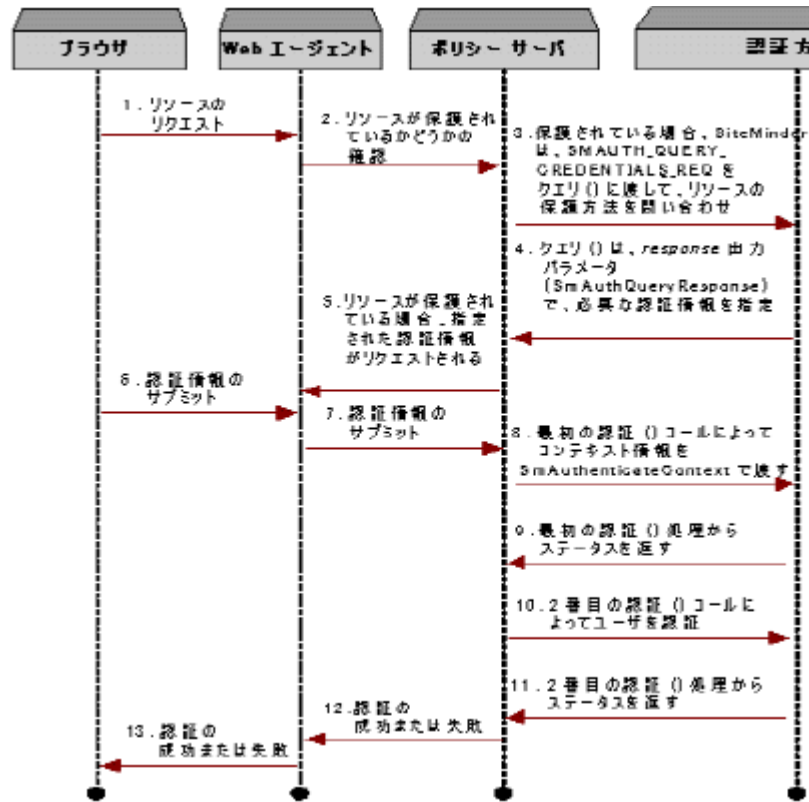 ブラウザ
Web エージェント
ポリシー サーバ
認証方
1.リソースの
リクエスト
2.リソースが保護され
ているかどうかの
確認
3.保護されている場合、SiteMinder
は、SMAUTH_QUERY_
CREDENTIALS_REQ を
クエリ()に渡して、リソースの
保護方法を問い合わせ
4.クエリ()は、response 出力
パラメータ
(SmAuthQueryResponse)
で、必要な認証情報を指定
5.リソースが保護され
ている場合、指定
された認証情報
がリクエストされる
6.認証情報の
サブミット
7.認証情報の
サブミット
8.最初の認証()コールによって
コンテキスト情報を
SmAuthenticateContext で渡す
9.最初の認証()処理から
ステータスを返す
10.2番目の認証()コールに
よってユーザを認証
11.2番目の認証()処理から
ステータスを返す
12.認証の
成功または失敗
13.認証の
成功または失敗